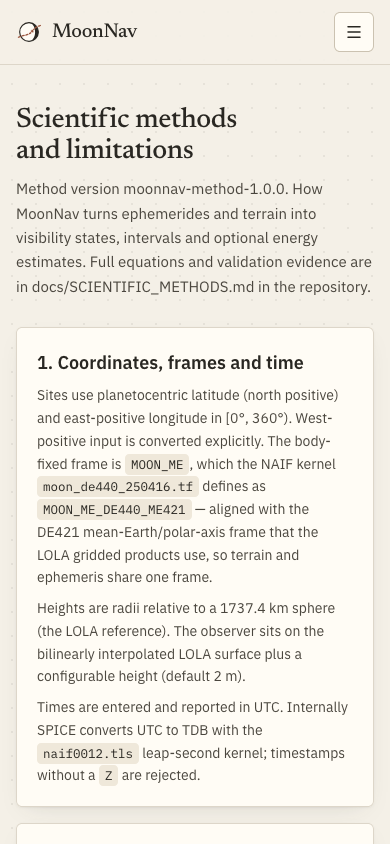 MoonNav
Scientific methods
and limitations
Method version moonnav-method-1.0.0. How
MoonNav turns ephemerides and terrain into
visibility states, intervals and optional energy
estimates. Full equations and validation evidence are
in docs/SCIENTIFIC_METHODS.md in the repository.
1. Coordinates, frames and time
Sites use planetocentric latitude (north positive)
and east-positive longitude in [0°, 360°). West-
positive input is converted explicitly. The body-
fixed frame is MOON_ME, which the NAIF kernel
moon_de440_250416.tf defines as
MOON_ME_DE440_ME421 — aligned with the
DE421 mean-Earth/polar-axis frame that the
LOLA gridded products use, so terrain and
ephemeris share one frame.
Heights are radii relative to a 1737.4 km sphere
(the LOLA reference). The observer sits on the
bilinearly interpolated LOLA surface plus a
configurable height (default 2 m).
Times are entered and reported in UTC. Internally
SPICE converts UTC to TDB with the
naif0012.tls leap-second kernel; timestamps
without a Z are rejected.